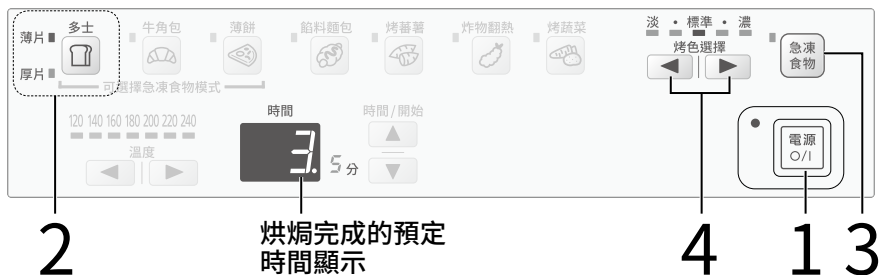 多士 牛角包 薄餅 餡料麵包 烤蕃薯 炸物翻熱 烤蔬菜
薄片
厚片
可選擇急凍食物模式
淡 · 標準 · 濃
烤色選擇
急凍
食物
120 140 160 180 200 220 240
溫度
時間
3.5分
時間/開始
電源
O/I
2
烘焗完成的預定
時間顯示
4
1
3